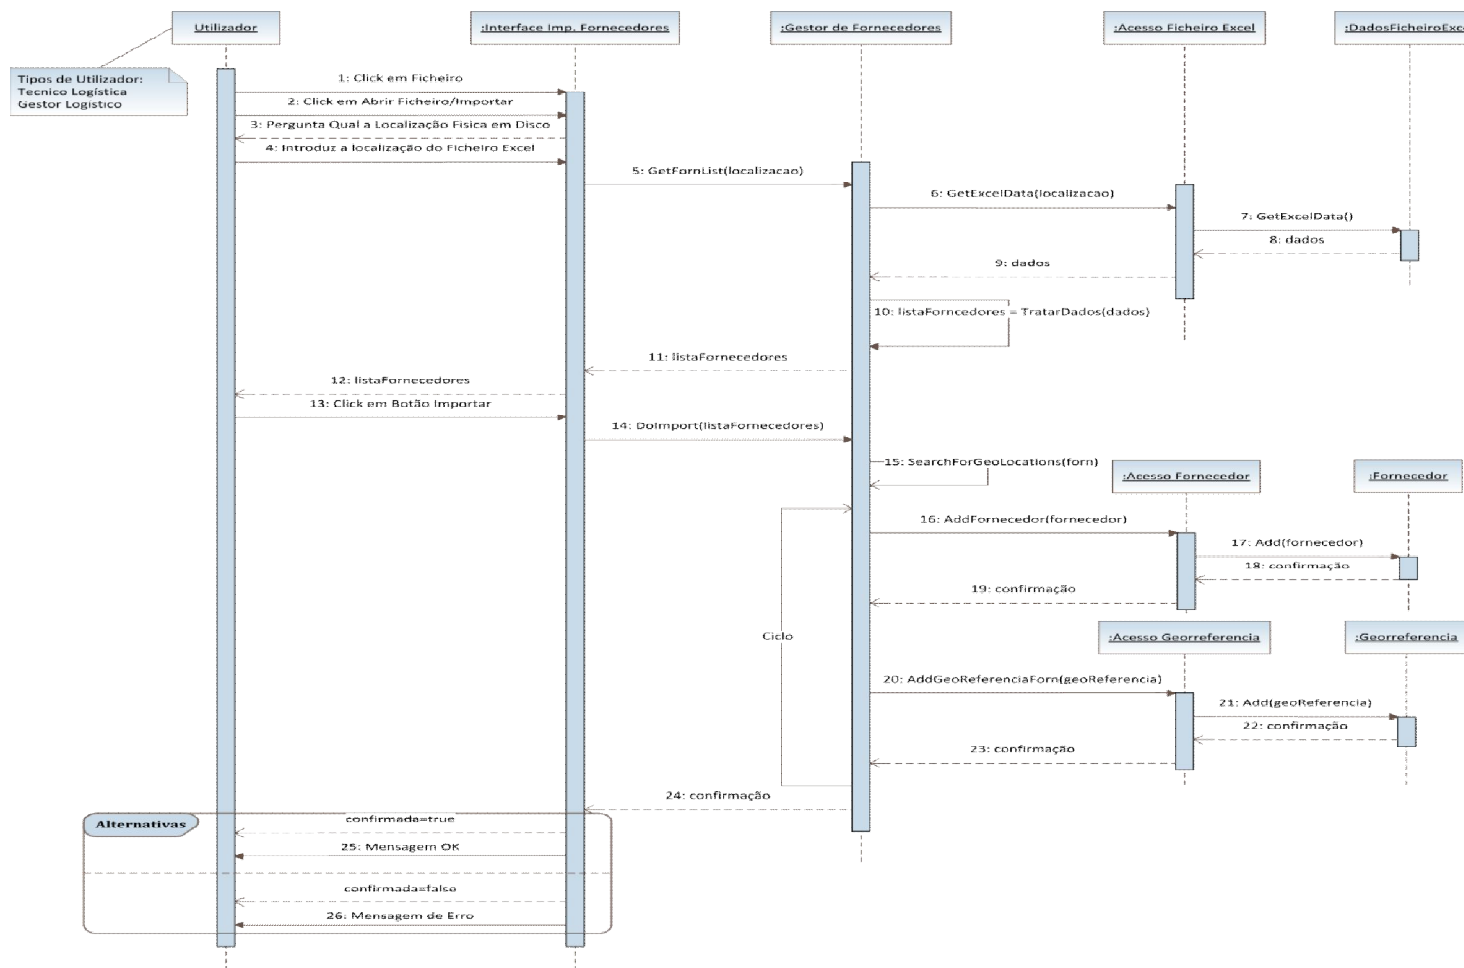 Utilizador
:Interface Imp. Fornecedores
:Gestor de Fornecedores
:Acesso Ficheiro Excel
:DadosFicheiroExce
Tipos de Utilizador:
Tecnico Logística
Gestor Logístico
1: Click em Ficheiro
2: Click em Abrir Ficheiro/Importar
3: Pergunta Qual a Localização Fisica em Disco
4: Introduz a localização do Ficheiro Excel
5: GetFornList(localizacao)
6: GetExcelData(localizacao)
7: GetExcelData()
8: dados
9: dados
10: listaForncedores = TratarDados(dados)
11: listaFornecedores
12: listaFornecedores
13: Click em Botão Importar
14: DoImport(listaFornecedores)
15: SearchForGeoLocations(forn)
:Acesso Fornecedor
:Fornecedor
16: AddFornecedor(fornecedor)
17: Add(fornecedor)
18: confirmação
19: confirmação
Ciclo
:Acesso Georreferencia
:Georreferencia
20: AddGeoReferenciaForn(geoReferencia)
21: Add(geoReferencia)
22: confirmação
23: confirmação
24: confirmação
Alternativas
confirmada=true
25: Mensagem OK
confirmada=false
26: Mensagem de Erro